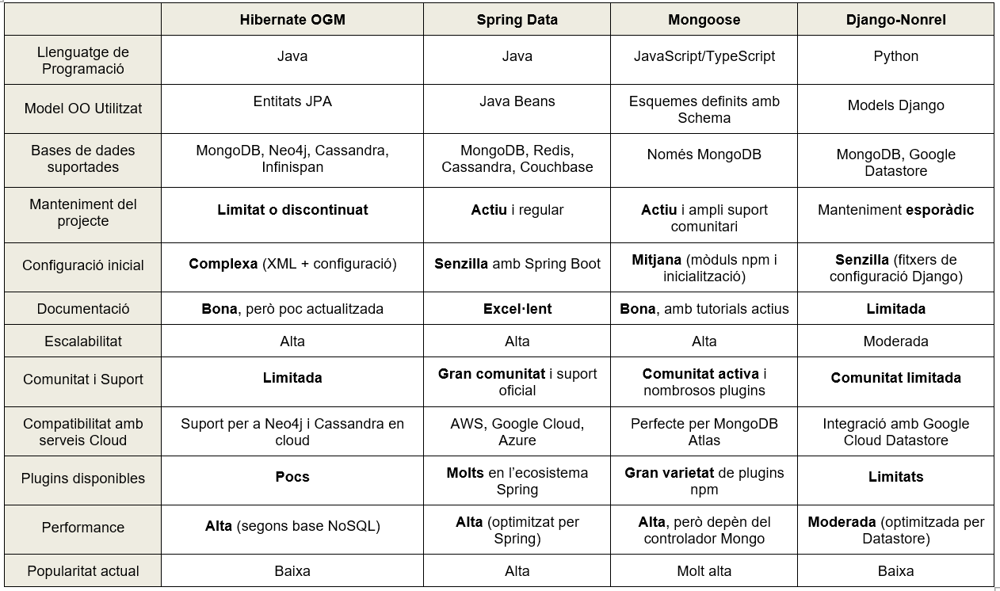 Hibernate OGM Spring Data Mongoose Django-Nonrel
Llenguatge de
Programació
Java
Java
JavaScript/TypeScript
Python
Model OO Utilitzat
Entitats JPA
Java Beans
Esquemes definits amb
Schema
Models Django
Bases de dades
suportades
MongoDB, Neo4j, Cassandra,
Infinispan
MongoDB, Redis,
Cassandra, Couchbase
Només MongoDB
MongoDB, Google
Datastore
Manteniment del
projecte
Limitat o discontinuat
Actiu i regular
Actiu i ampli suport
comunitari
Manteniment esporàdic
Configuració inicial
Complexa (XML + configuració)
Senzilla amb Spring Boot
Mitjana (mòduls npm i
inicialització)
Senzilla (fitxers de
configuració Django)
Documentació
Bona, però poc actualitzada
Excel·lent
Bona, amb tutorials actius
Limitada
Escalabilitat
Alta
Alta
Alta
Moderada
Comunitat i Suport
Limitada
Gran comunitat i suport
oficial
Comunitat activa i
nombrosos plugins
Comunitat limitada
Compatibilitat amb
serveis Cloud
Suport per a Neo4j i Cassandra en
cloud
AWS, Google Cloud,
Azure
Perfecte per MongoDB
Atlas
Integració amb Google
Cloud Datastore
Plugins disponibles
Pocs
Molts en l’ecosistema
Spring
Gran varietat de plugins
npm
Limitats
Performance
Alta (segons base NoSQL)
Alta (optimitzat per
Spring)
Alta, però depèn del
controlador Mongo
Moderada (optimitzada per
Datastore)
Popularitat actual
Baixa
Alta
Molt alta
Baixa